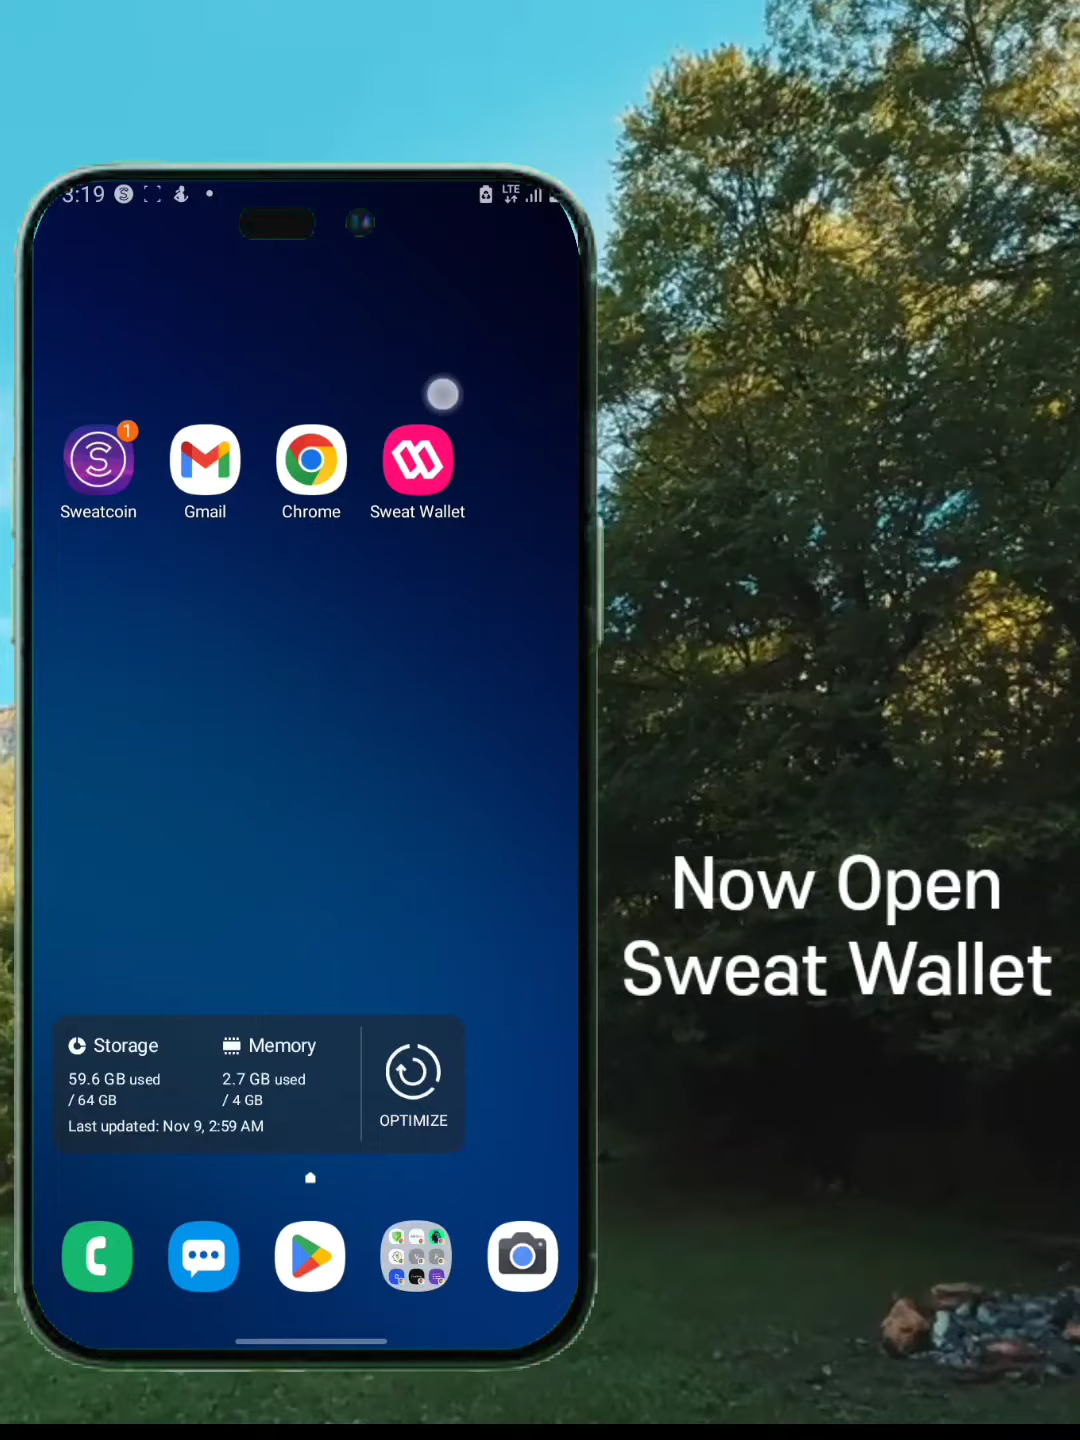 3:19
LTE
1
Sweatcoin
Gmail
Chrome
Sweat Wallet
Now Open
Sweat Wallet
Storage
Memory
59.6 GB used
/ 64 GB
2.7 GB used
/ 4 GB
Last updated: Nov 9, 2:59 AM
OPTIMIZE